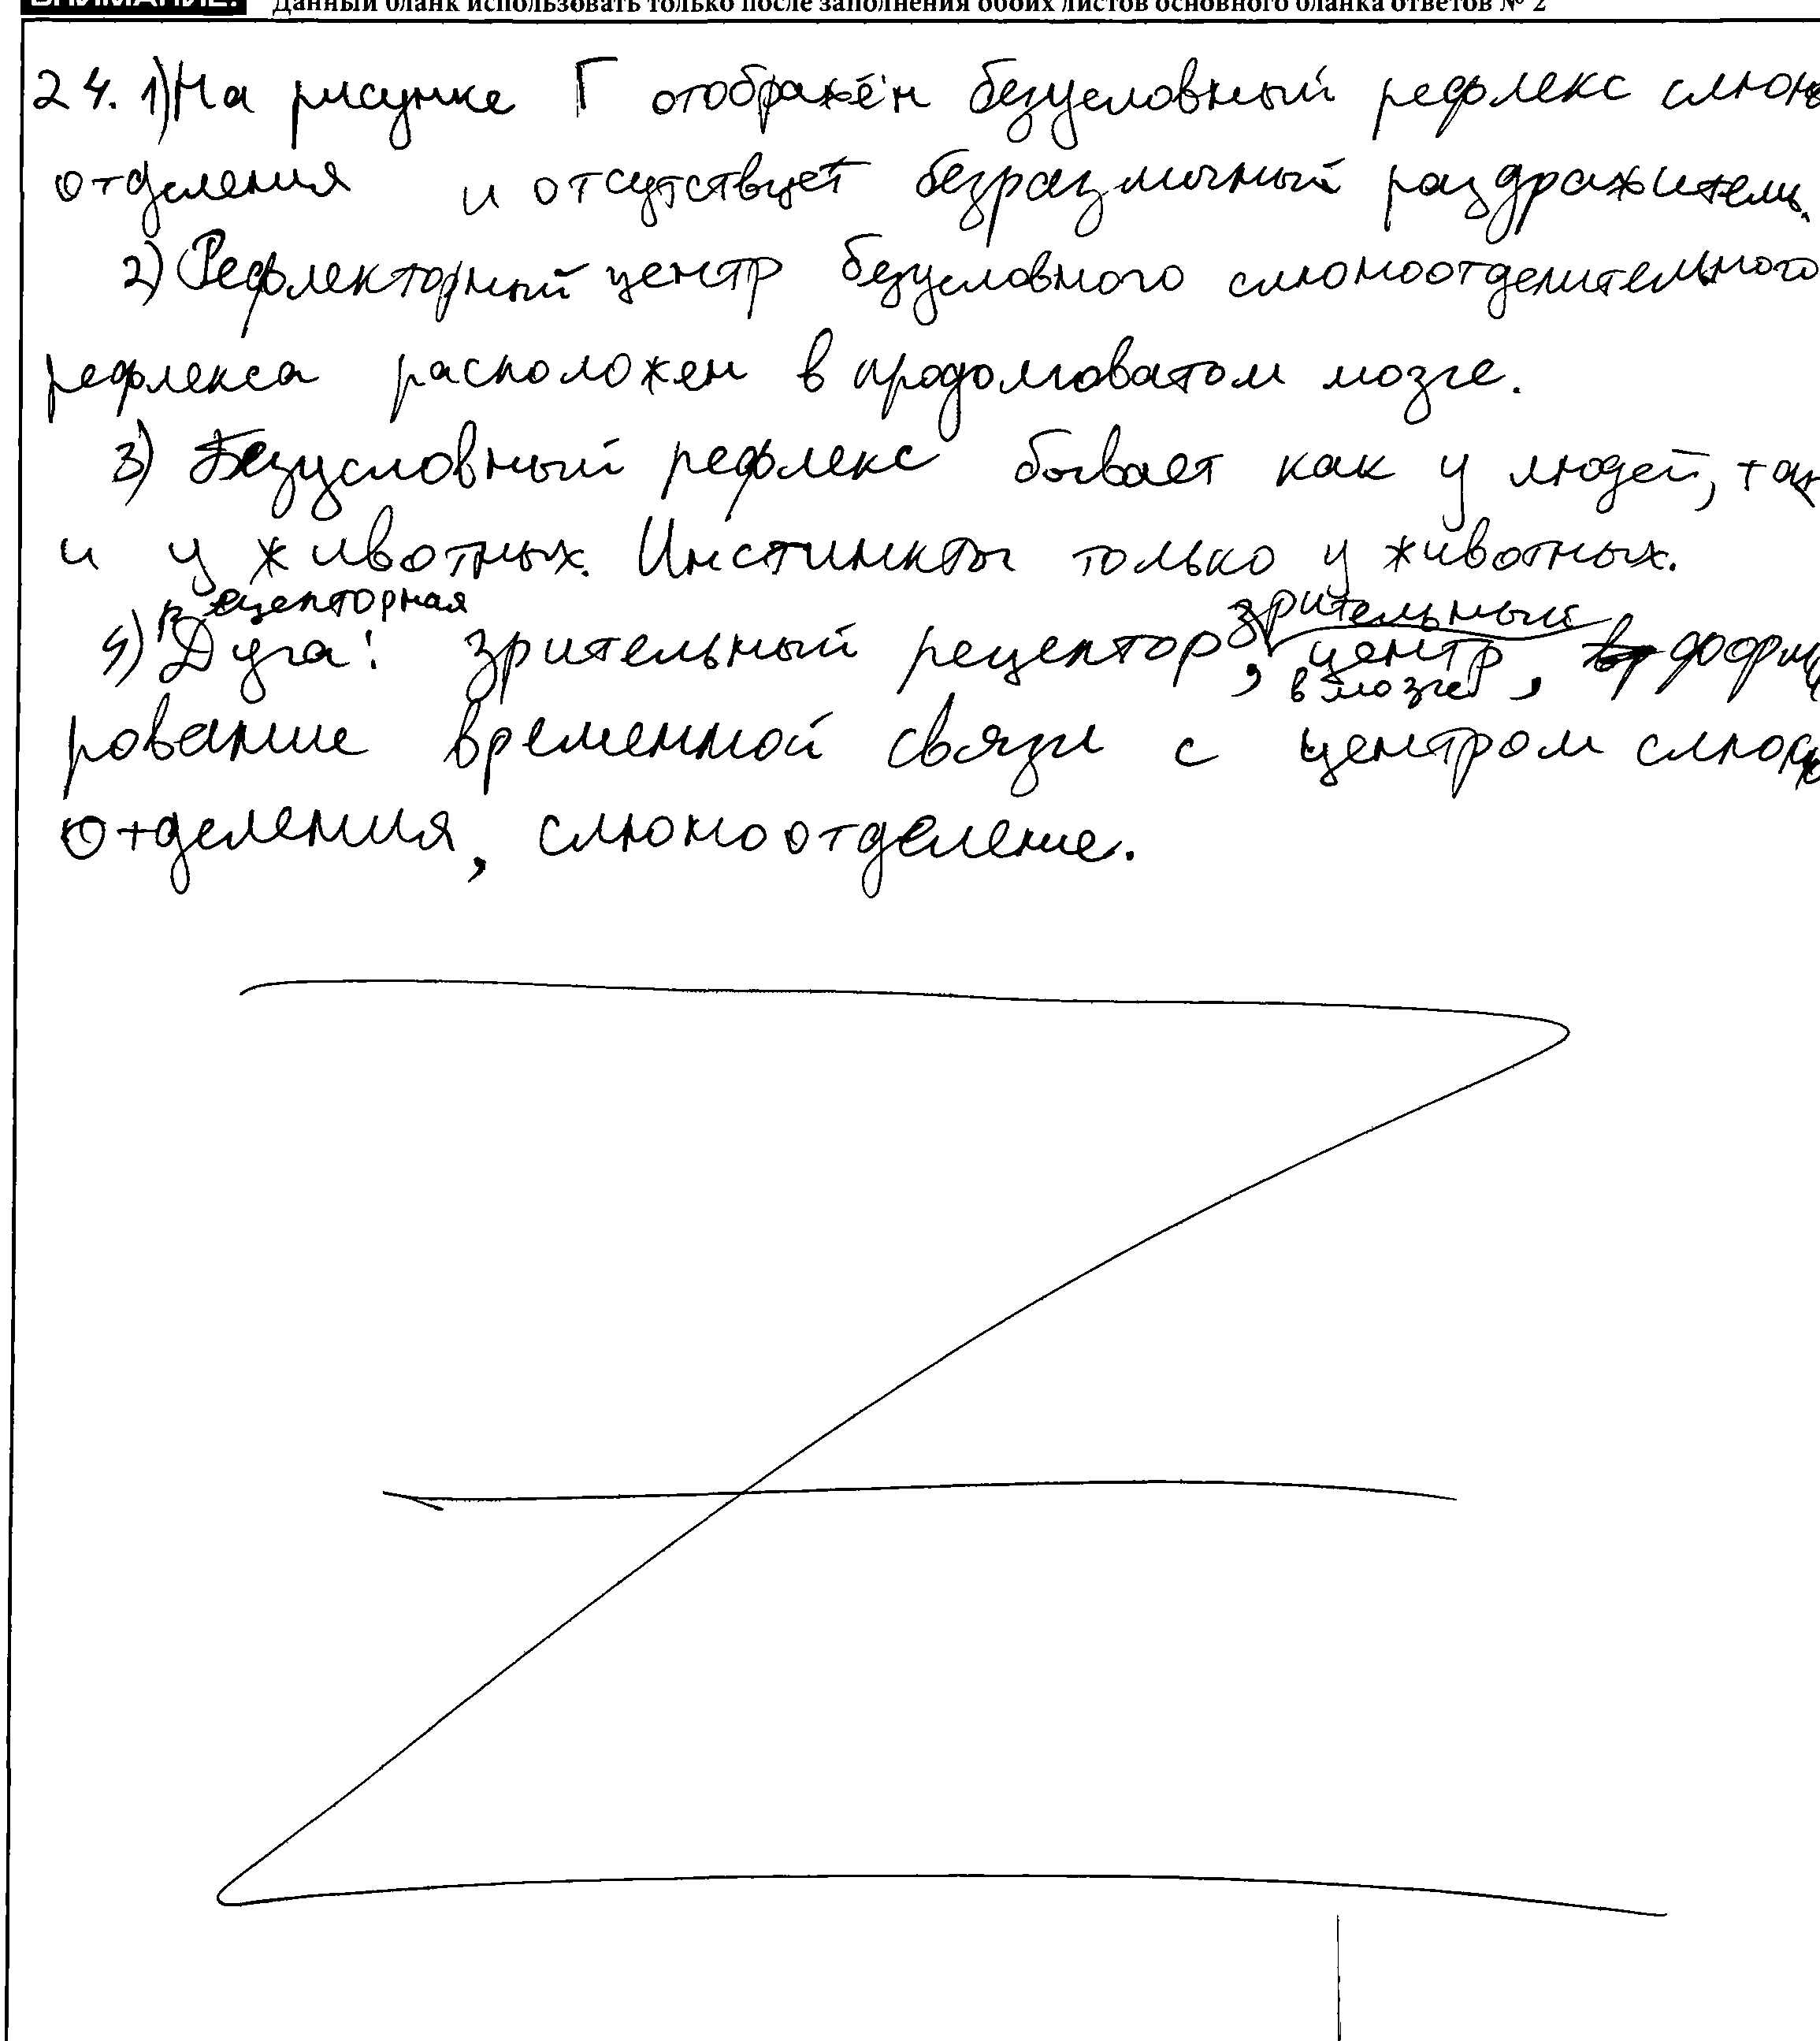 ВНИМАНИЕ! Данный бланк использовать только после заполнения обоих листов основного бланка ответов № 2
24. 1) На рисунке Г отображён безусловный рефлекс слюно
отделения и отсутствует безразличный раздражитель.
2) Рефлекторный центр безусловного слюноотделительного
рефлекса расположен в продолговатом мозге.
3) Безусловный рефлекс бывает как у людей, так
и у животных. Инстинкты только у животных.
рецепторная зрительный
4) Дуга: зрительный рецептор, центр
в мозге,
рование временной связи с центром слюно
отделения, слюноотделение.